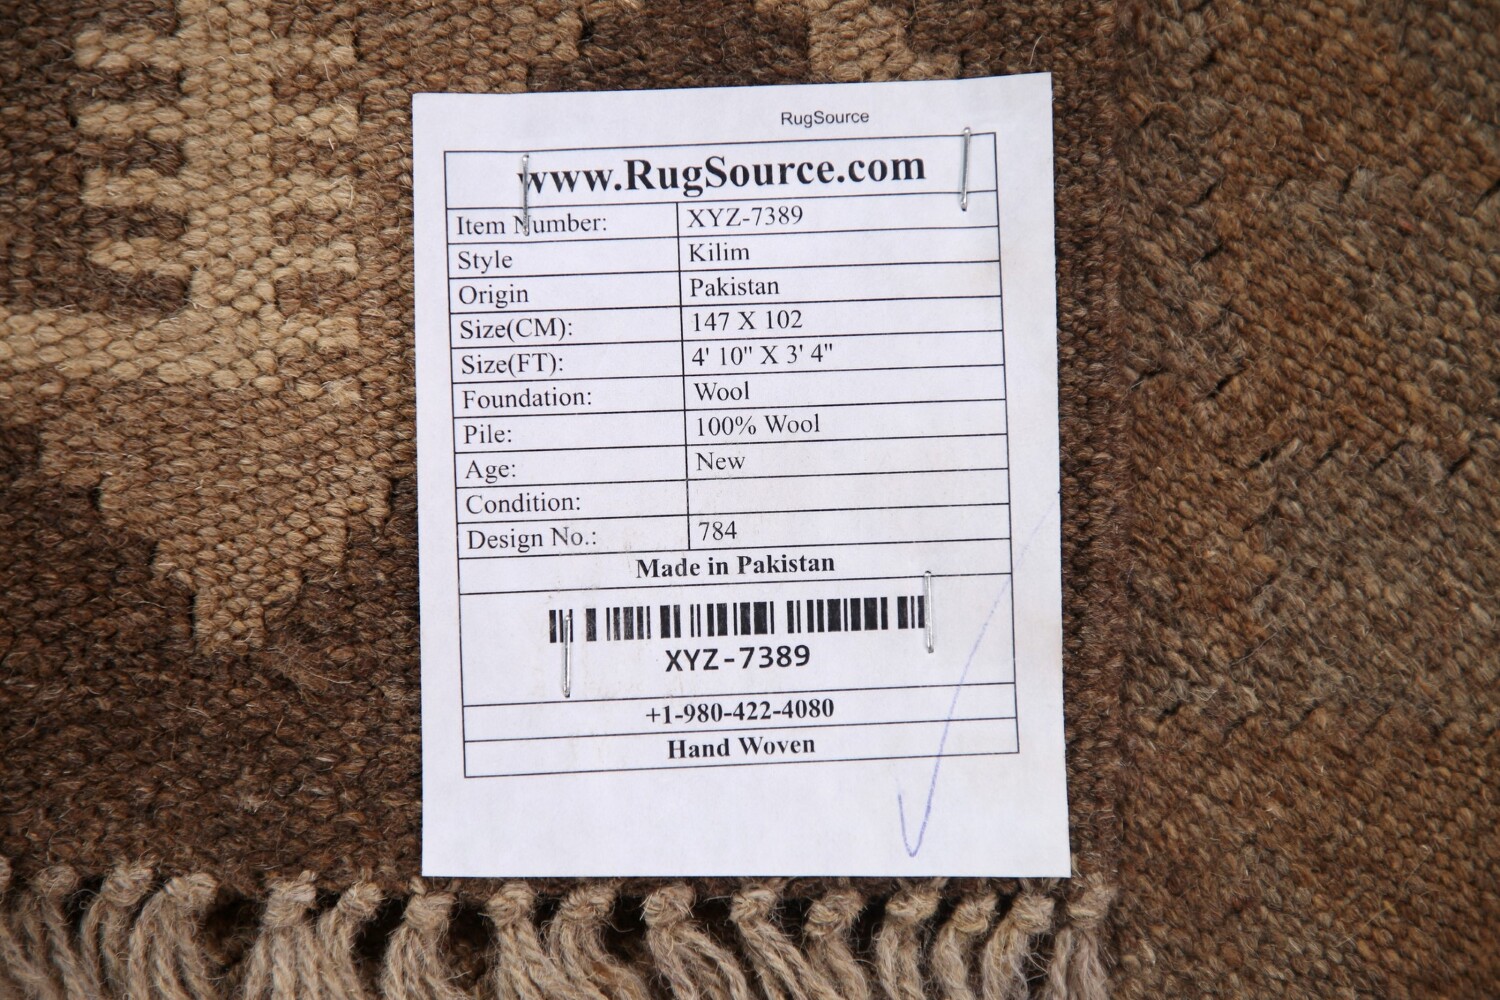 RugSource
www.RugSource.com
Item Number: XYZ-7389
Style Kilim
Origin Pakistan
Size(CM): 147 X 102
Size(FT): 4' 10" X 3' 4"
Foundation: Wool
Pile: 100% Wool
Age: New
Condition:
Design No.: 784
Made in Pakistan
XYZ-7389
+1-980-422-4080
Hand Woven